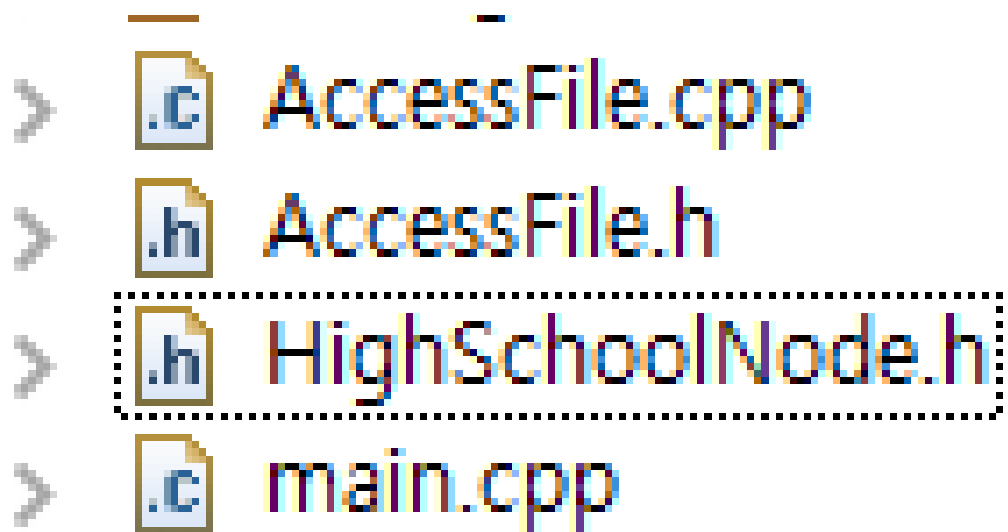 .c AccessFile.cpp
.h AccessFile.h
.h HighSchoolNode.h
.c main.cpp